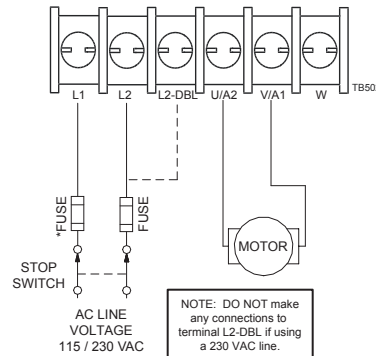 L1 L2 L2-DBL U/A2 V/A1 W
*FUSE
FUSE
MOTOR
STOP
SWITCH
AC LINE
VOLTAGE
115 / 230 VAC
NOTE: DO NOT make
any connections to
terminal L2-DBL if using
a 230 VAC line.